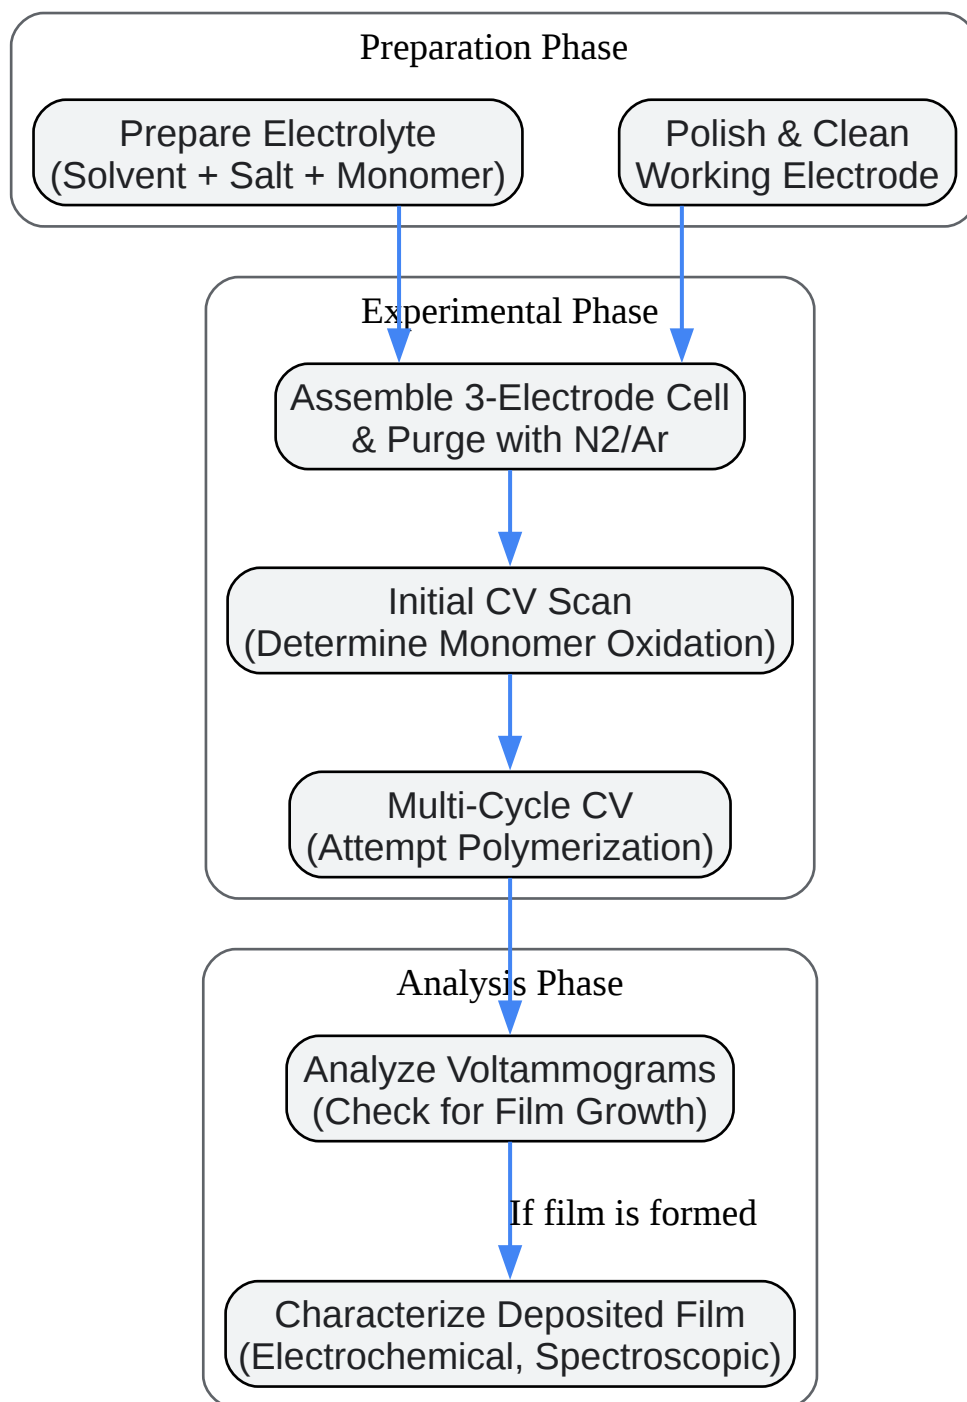 Preparation Phase
Prepare Electrolyte
(Solvent + Salt + Monomer)
Polish & Clean
Working Electrode
Experimental Phase
Assemble 3-Electrode Cell
& Purge with N2/Ar
Initial CV Scan
(Determine Monomer Oxidation)
Multi-Cycle CV
(Attempt Polymerization)
Analysis Phase
Analyze Voltammograms
(Check for Film Growth)
If film is formed
Characterize Deposited Film
(Electrochemical, Spectroscopic)